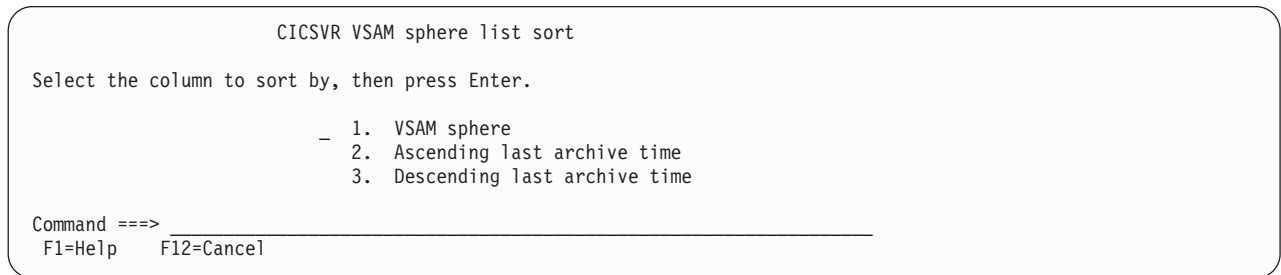 CICSVR VSAM sphere list sort
Select the column to sort by, then press Enter.
_ 1. VSAM sphere
2. Ascending last archive time
3. Descending last archive time
Command ===> ______________________________________________________________
F1=Help F12=Cancel